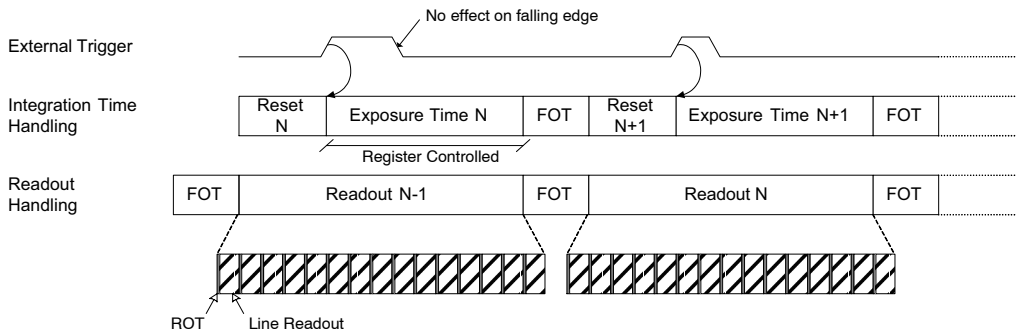 No effect on falling edge
External Trigger
Integration Time
Handling
Reset
N
Exposure Time N
FOT
Reset
N+1
Exposure Time N+1
FOT
Register Controlled
Readout
Handling
FOT
Readout N-1
FOT
Readout N
FOT
ROT
Line Readout